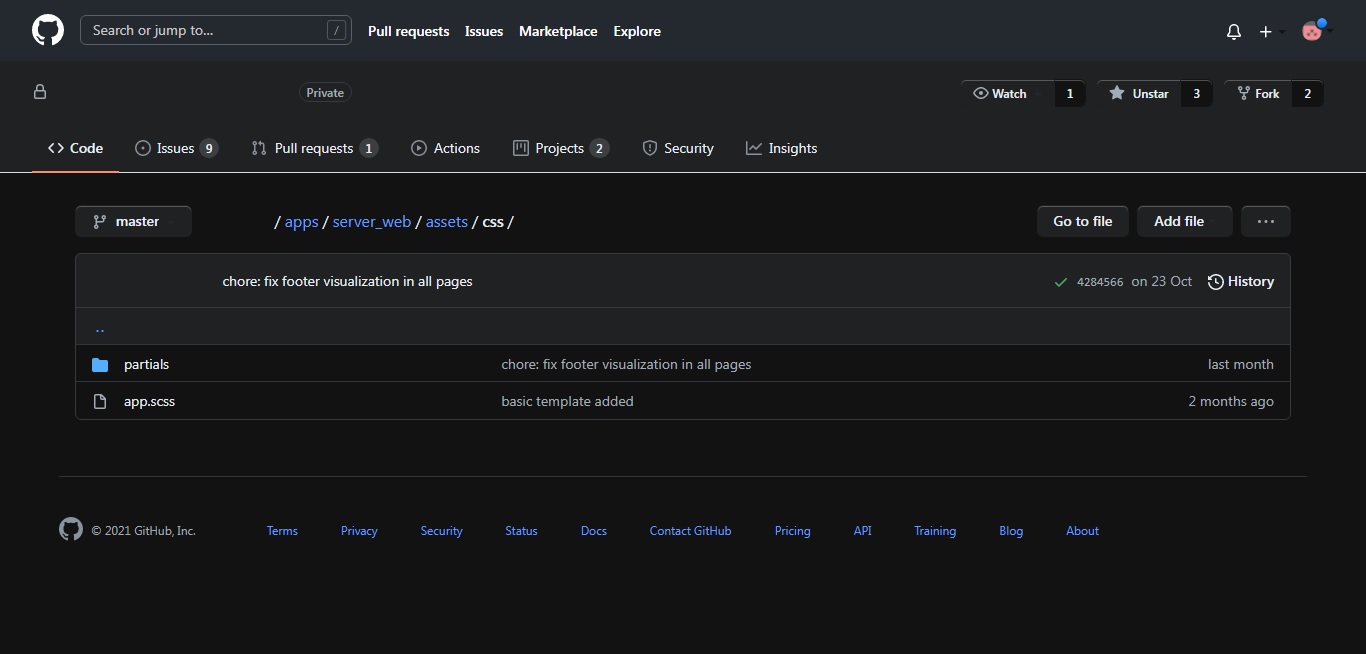 Search or jump to... / Pull requests Issues Marketplace Explore
Private Watch 1 Unstar 3 Fork 2
Code Issues 9 Pull requests 1 Actions Projects 2 Security Insights
master / apps / server_web / assets / css / Go to file Add file ...
chore: fix footer visualization in all pages 4284566 on 23 Oct History
..
partials chore: fix footer visualization in all pages last month
app.scss basic template added 2 months ago
© 2021 GitHub, Inc. Terms Privacy Security Status Docs Contact GitHub Pricing API Training Blog About